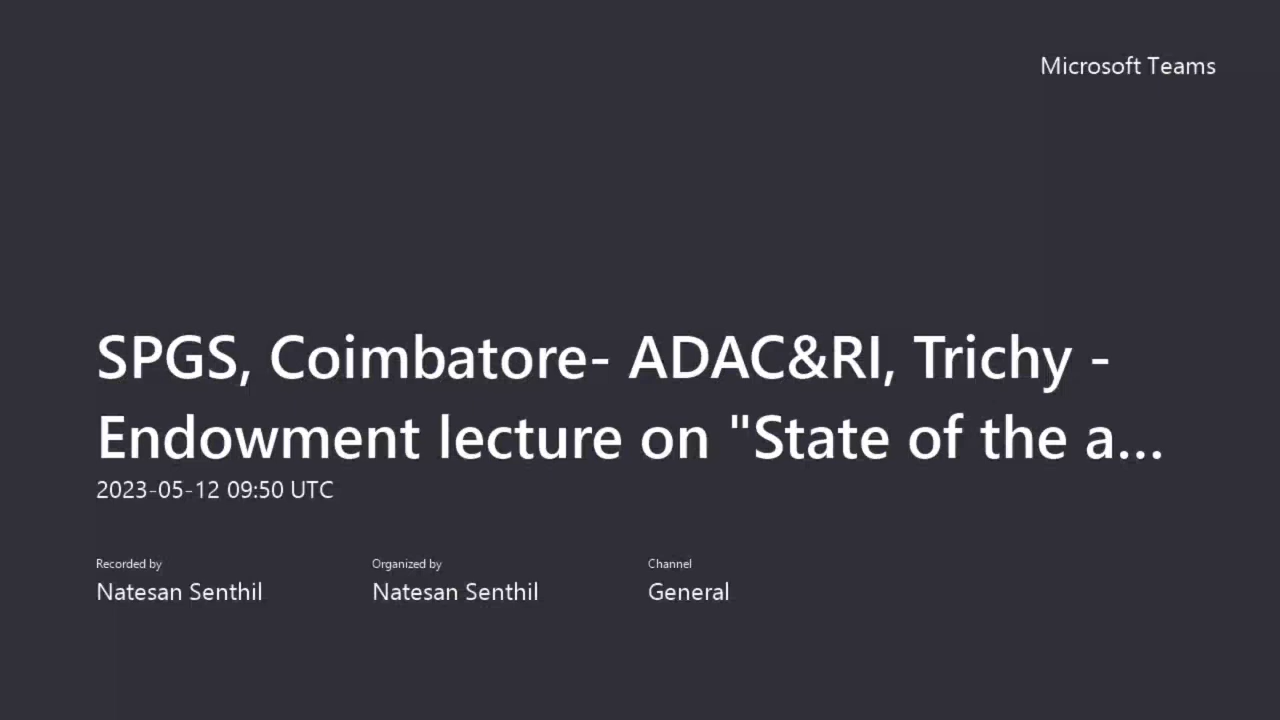 Microsoft Teams
SPGS, Coimbatore- ADAC&RI, Trichy -
Endowment lecture on "State of the a...
2023-05-12 09:50 UTC
Recorded by
Natesan Senthil
Organized by
Natesan Senthil
Channel
General